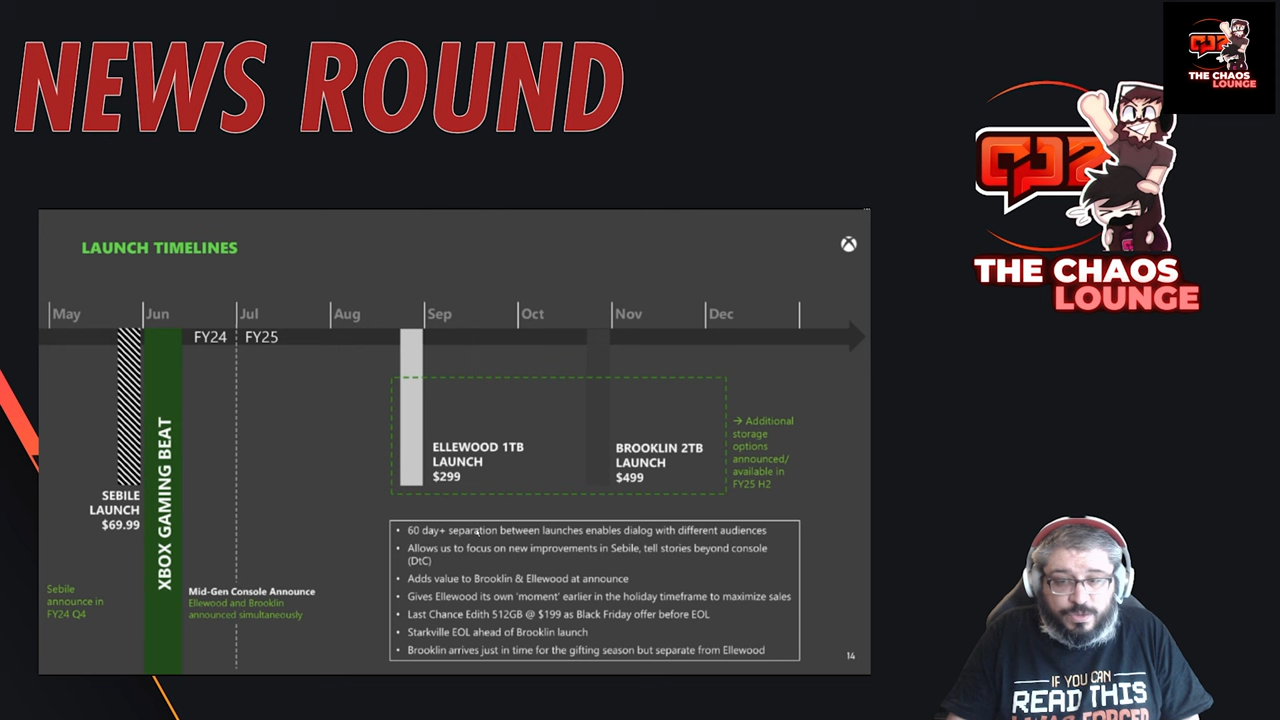 NEWS ROUND
THE CHAOS
LOUNGE
THE CHAOS
LOUNGE
LAUNCH TIMELINES
May
Jun
Jul
Aug
Sep
Oct
Nov
Dec
FY24
FY25
XBOX GAMING BEAT
SEBILE
LAUNCH
$69.99
ELLEWOOD 1TB
LAUNCH
$299
BROOKLIN 2TB
LAUNCH
$499
→ Additional
storage
options
announced/
available in
FY25 H2
Sebile
announce in
FY24 Q4
Mid-Gen Console Announce
Ellewood and Brooklin
announced simultaneously
• 60 day+ separation between launches enables dialog with different audiences
• Allows us to focus on new improvements in Sebile, tell stories beyond console
(DtC)
• Adds value to Brooklin & Ellewood at announce
• Gives Ellewood its own 'moment' earlier in the holiday timeframe to maximize sales
• Last Chance Edith 512GB @ $199 as Black Friday offer before EOL
• Starkville EOL ahead of Brooklin launch
• Brooklin arrives just in time for the gifting season but separate from Ellewood
14
IF YOU CAN
READ THIS